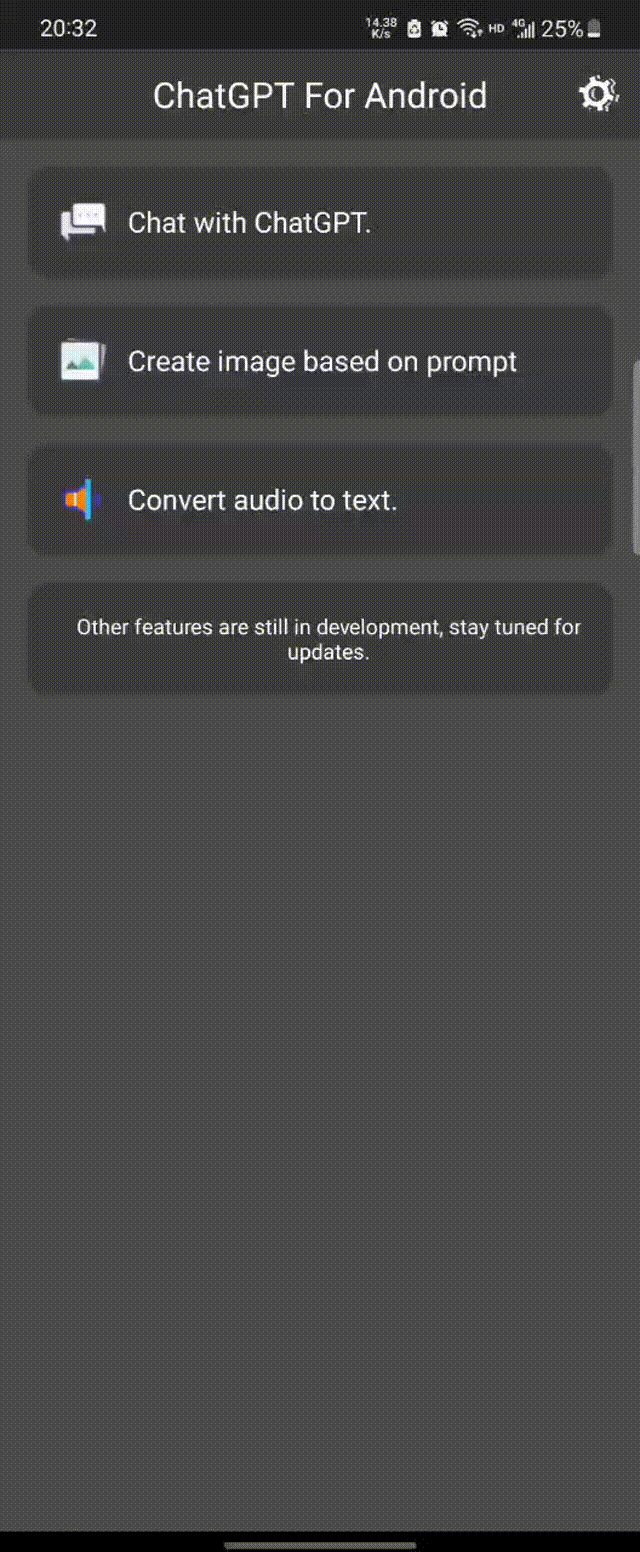 20:32
14.38
K/s
HD
4G
25%
ChatGPT For Android
Chat with ChatGPT.
Create image based on prompt
Convert audio to text.
Other features are still in development, stay tuned for
updates.